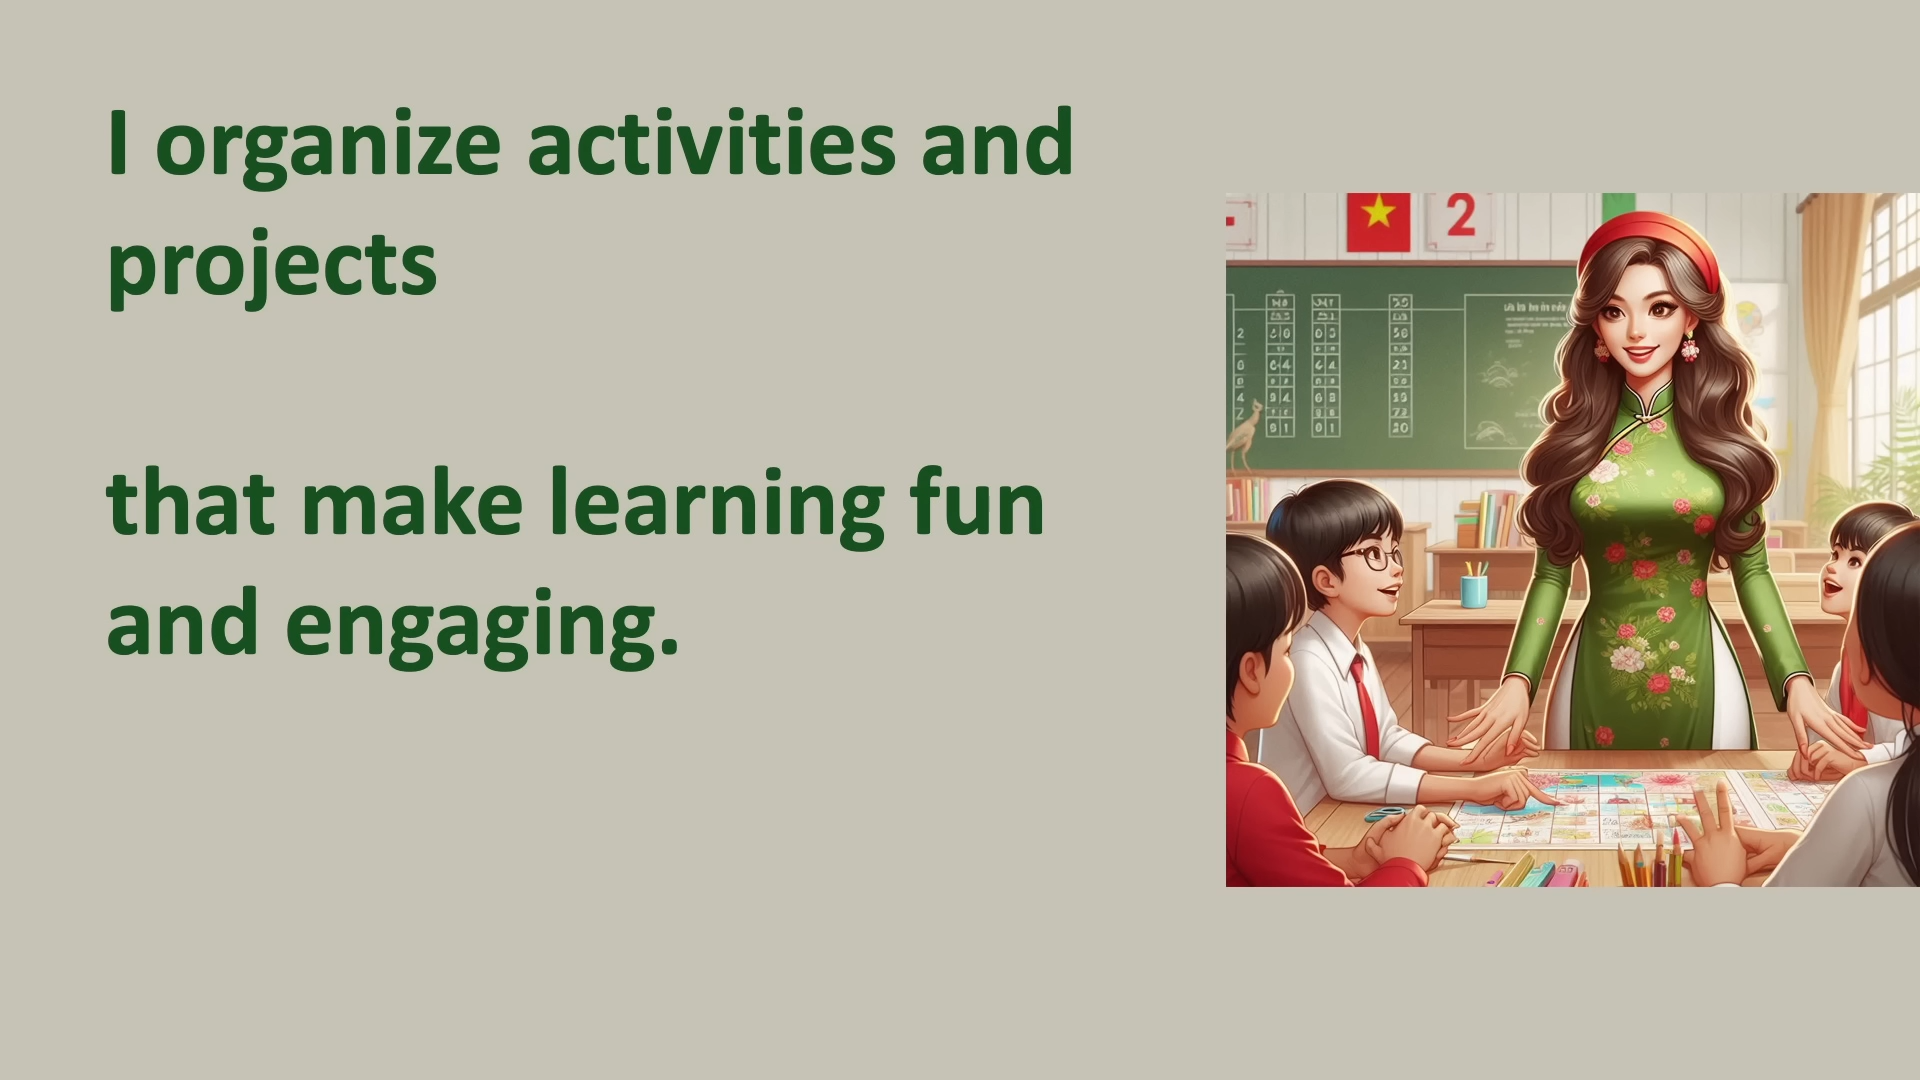 I organize activities and
projects
that make learning fun
and engaging.
2